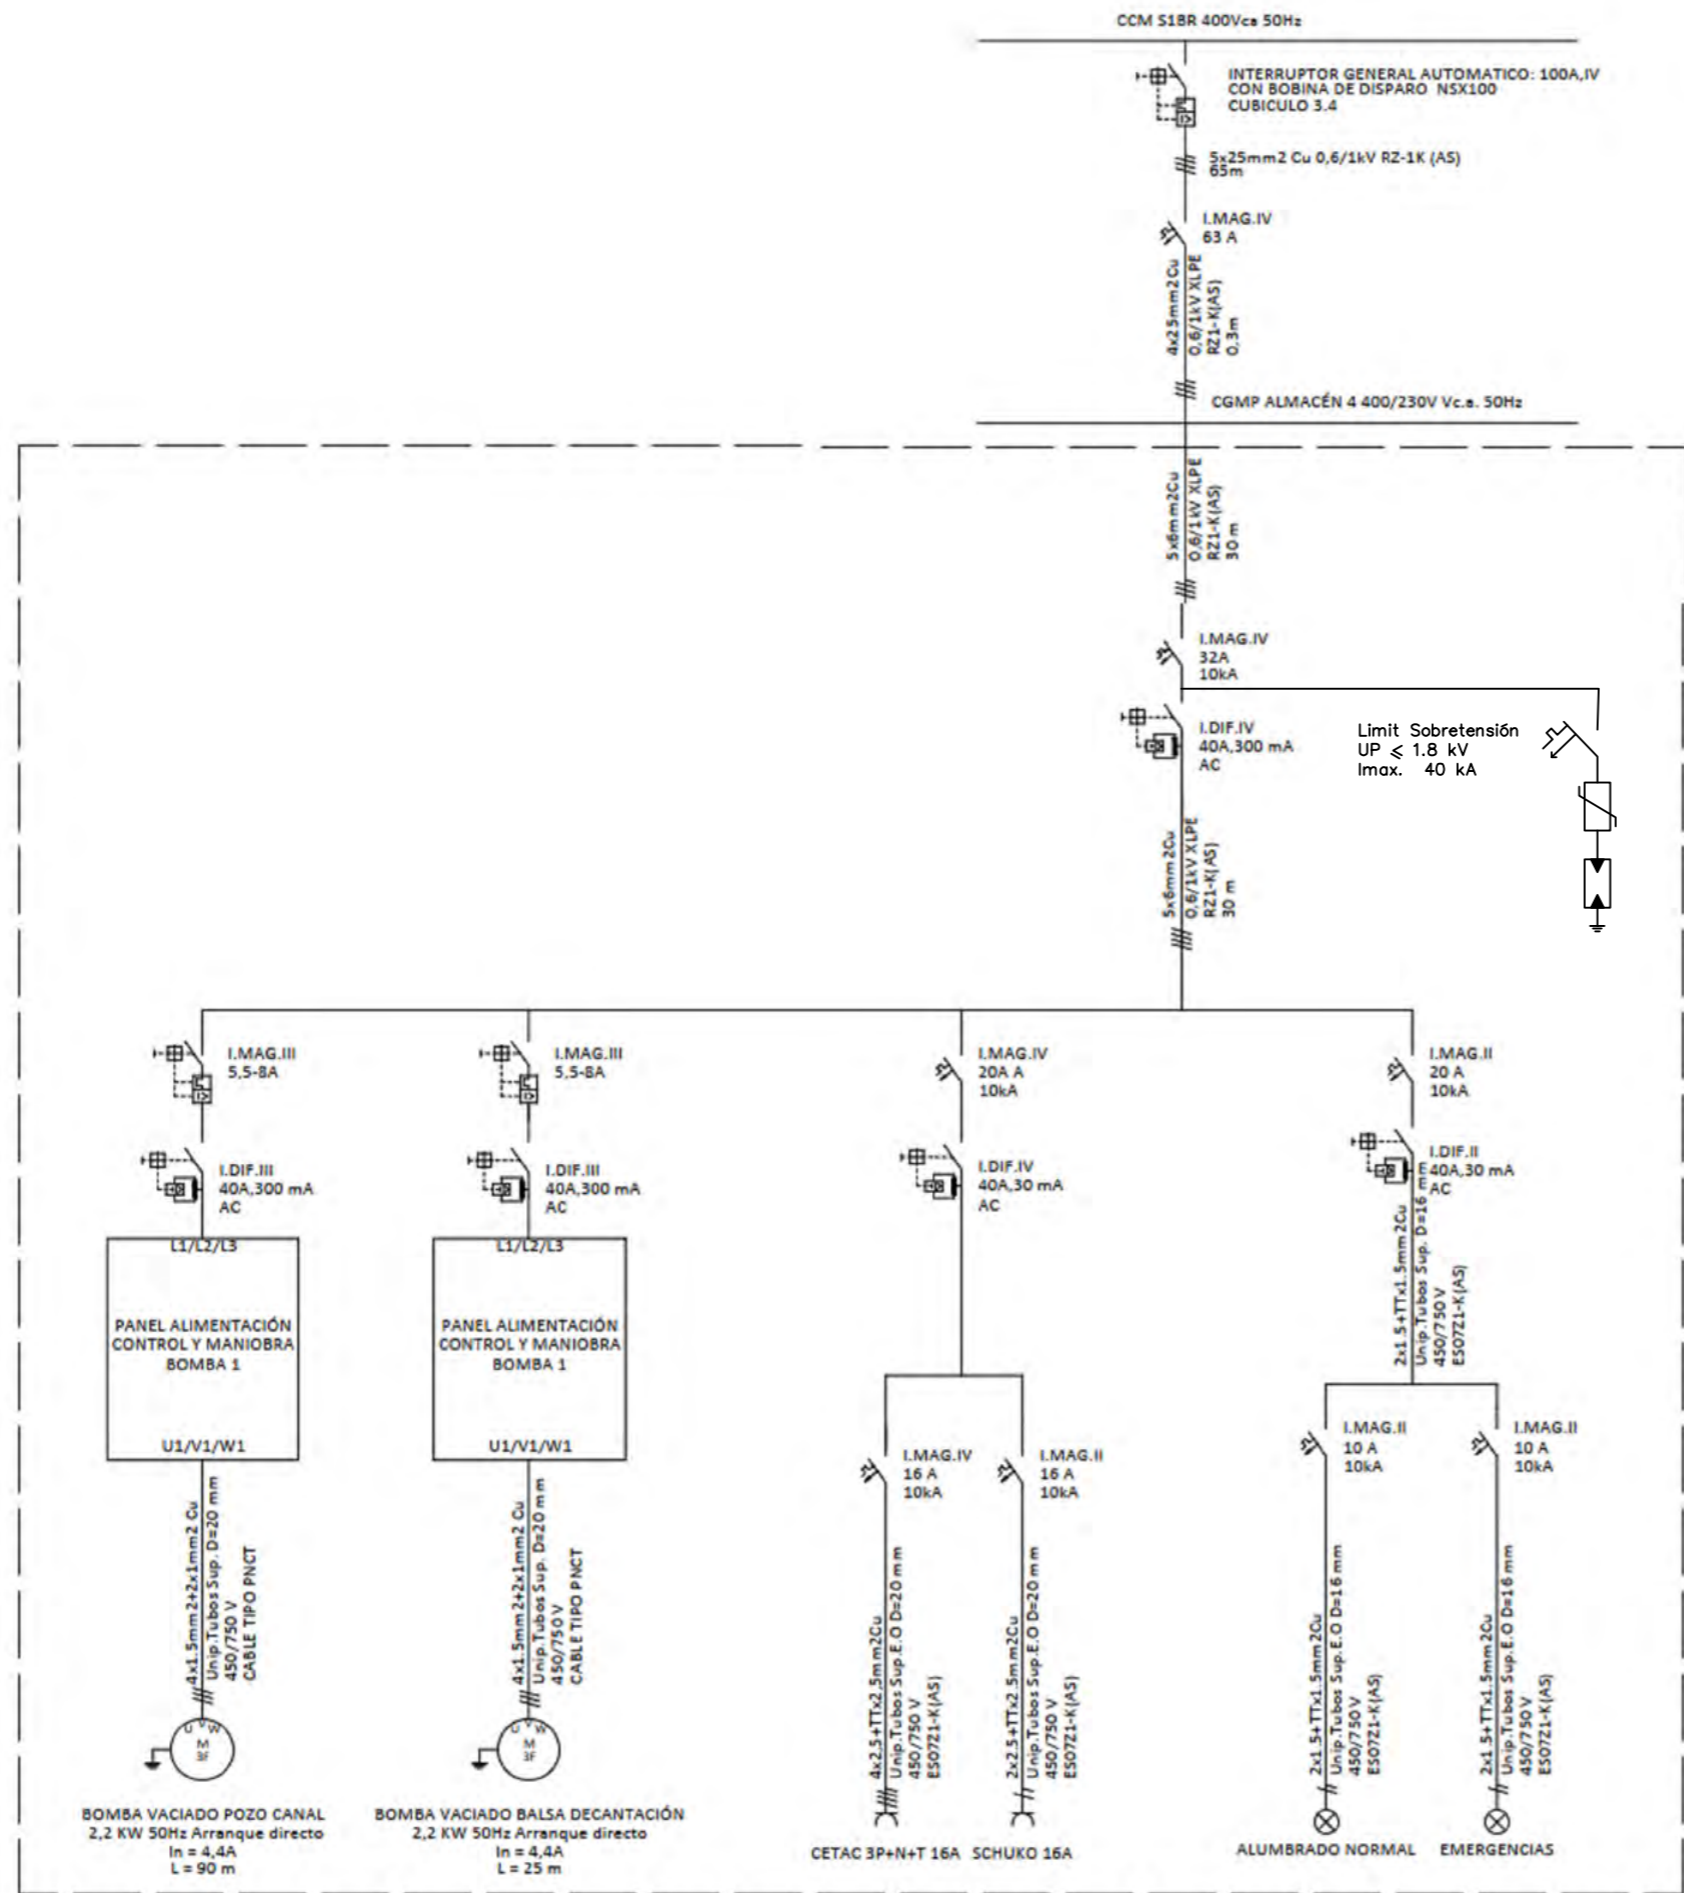 CCM S1BR 400Vca 50Hz
INTERRUPTOR GENERAL AUTOMATICO: 100A,IV
CON BOBINA DE DISPARO NSX100
CUBICULO 3.4
5x25mm2 Cu 0,6/1kV RZ-1K (AS)
65m
I.MAG.IV
63 A
4x25mm2Cu
0,6/1kV XLPE
RZ1-K(AS)
0,3m
CGMP ALMACÉN 4 400/230V Vc.a. 50Hz
5x6mm2Cu
0,6/1kV XLPE
RZ1-K(AS)
30 m
I.MAG.IV
32A
10kA
I.DIF.IV
40A,300 mA
AC
Limit Sobretensión
UP ≤ 1.8 kV
Imax. 40 kA
5x6mm2Cu
0,6/1kV XLPE
RZ1-K(AS)
30 m
I.MAG.III
5,5-8A
I.DIF.III
40A,300 mA
AC
L1/L2/L3
PANEL ALIMENTACIÓN
CONTROL Y MANIOBRA
BOMBA 1
U1/V1/W1
4x1.5mm2+2x1mm2 Cu
Unip.Tubos Sup. D=20 mm
450/750 V
CABLE TIPO PNCT
U V W
M
3F
BOMBA VACIADO POZO CANAL
2,2 KW 50Hz Arranque directo
In = 4,4A
L = 90 m
I.MAG.III
5,5-8A
I.DIF.III
40A,300 mA
AC
L1/L2/L3
PANEL ALIMENTACIÓN
CONTROL Y MANIOBRA
BOMBA 1
U1/V1/W1
4x1.5mm2+2x1mm2 Cu
Unip.Tubos Sup. D=20 mm
450/750 V
CABLE TIPO PNCT
U V W
M
3F
BOMBA VACIADO BALSA DECANTACIÓN
2,2 KW 50Hz Arranque directo
In = 4,4A
L = 25 m
I.MAG.IV
20A A
10kA
I.DIF.IV
40A,30 mA
AC
I.MAG.IV
16 A
10kA
4x2,5+TTx2,5mm2Cu
Unip.Tubos Sup.E.O D=20 mm
450/750 V
ES07Z1-K(AS)
CETAC 3P+N+T 16A
I.MAG.II
16 A
10kA
2x2.5+TTx2.5mm2Cu
Unip.Tubos Sup.E.O D=20 mm
450/750 V
ES07Z1-K(AS)
SCHUKO 16A
I.MAG.II
20 A
10kA
I.DIF.II
40A,30 mA
AC
2x1.5+TTx1.5mm2Cu
Unip.Tubos Sup. D=16 mm
450/750 V
ES07Z1-K(AS)
I.MAG.II
10 A
10kA
2x1.5+TTx1.5mm2Cu
Unip.Tubos Sup.E.O D=16 mm
450/750V
ES07Z1-K(AS)
ALUMBRADO NORMAL
I.MAG.II
10 A
10kA
2x1.5+TTx1.5mm2Cu
Unip.Tubos Sup.E.O D=16 mm
450/750 V
ES07Z1-K(AS)
EMERGENCIAS